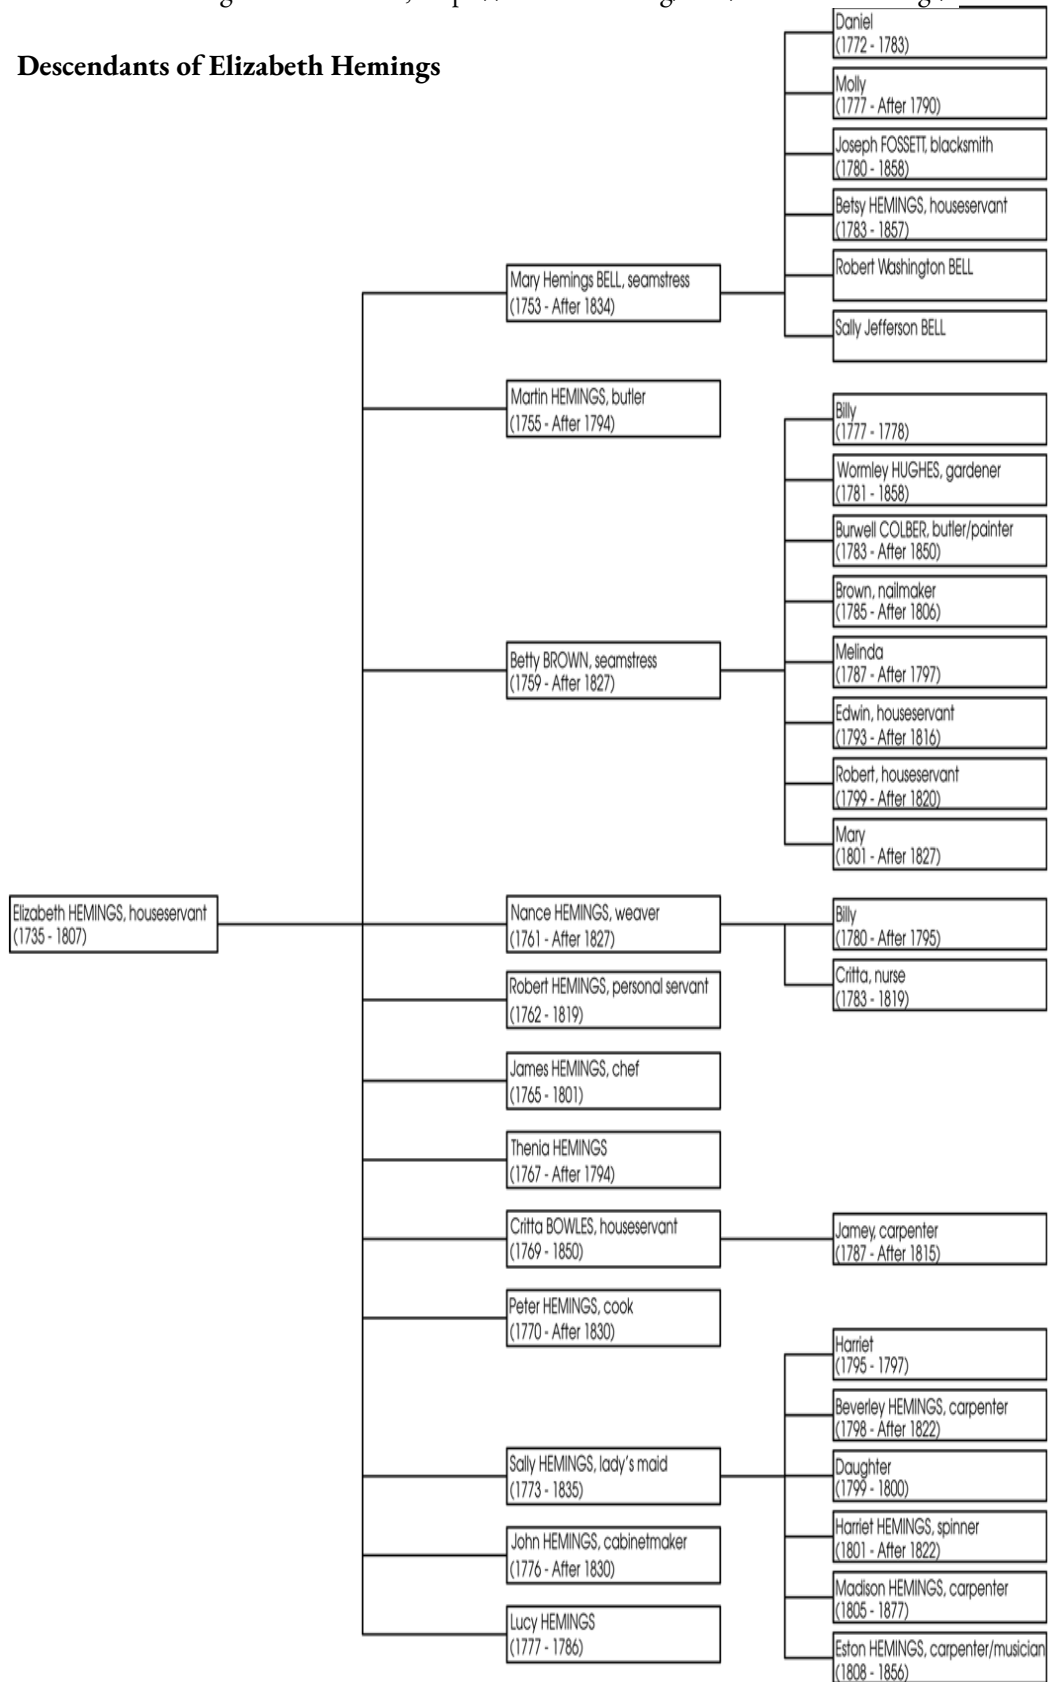 Descendants of Elizabeth Hemings
Elizabeth HEMINGS, houseservant
(1735 - 1807)
Mary Hemings BELL, seamstress
(1753 - After 1834)
Daniel
(1772 - 1783)
Molly
(1777 - After 1790)
Joseph FOSSETT, blacksmith
(1780 - 1858)
Betsy HEMINGS, houseservant
(1783 - 1857)
Robert Washington BELL
Sally Jefferson BELL
Martin HEMINGS, butler
(1755 - After 1794)
Betty BROWN, seamstress
(1759 - After 1827)
Billy
(1777 - 1778)
Wormley HUGHES, gardener
(1781 - 1858)
Burwell COLBER, butler/painter
(1783 - After 1850)
Brown, nailmaker
(1785 - After 1806)
Melinda
(1787 - After 1797)
Edwin, houseservant
(1793 - After 1816)
Robert, houseservant
(1799 - After 1820)
Mary
(1801 - After 1827)
Nance HEMINGS, weaver
(1761 - After 1827)
Billy
(1780 - After 1795)
Critta, nurse
(1783 - 1819)
Robert HEMINGS, personal servant
(1762 - 1819)
James HEMINGS, chef
(1765 - 1801)
Thenia HEMINGS
(1767 - After 1794)
Critta BOWLES, houseservant
(1769 - 1850)
Jamey, carpenter
(1787 - After 1815)
Peter HEMINGS, cook
(1770 - After 1830)
Sally HEMINGS, lady's maid
(1773 - 1835)
Harriet
(1795 - 1797)
Beverley HEMINGS, carpenter
(1798 - After 1822)
Daughter
(1799 - 1800)
Harriet HEMINGS, spinner
(1801 - After 1822)
Madison HEMINGS, carpenter
(1805 - 1877)
Eston HEMINGS, carpenter/musician
(1808 - 1856)
John HEMINGS, cabinetmaker
(1776 - After 1830)
Lucy HEMINGS
(1777 - 1786)